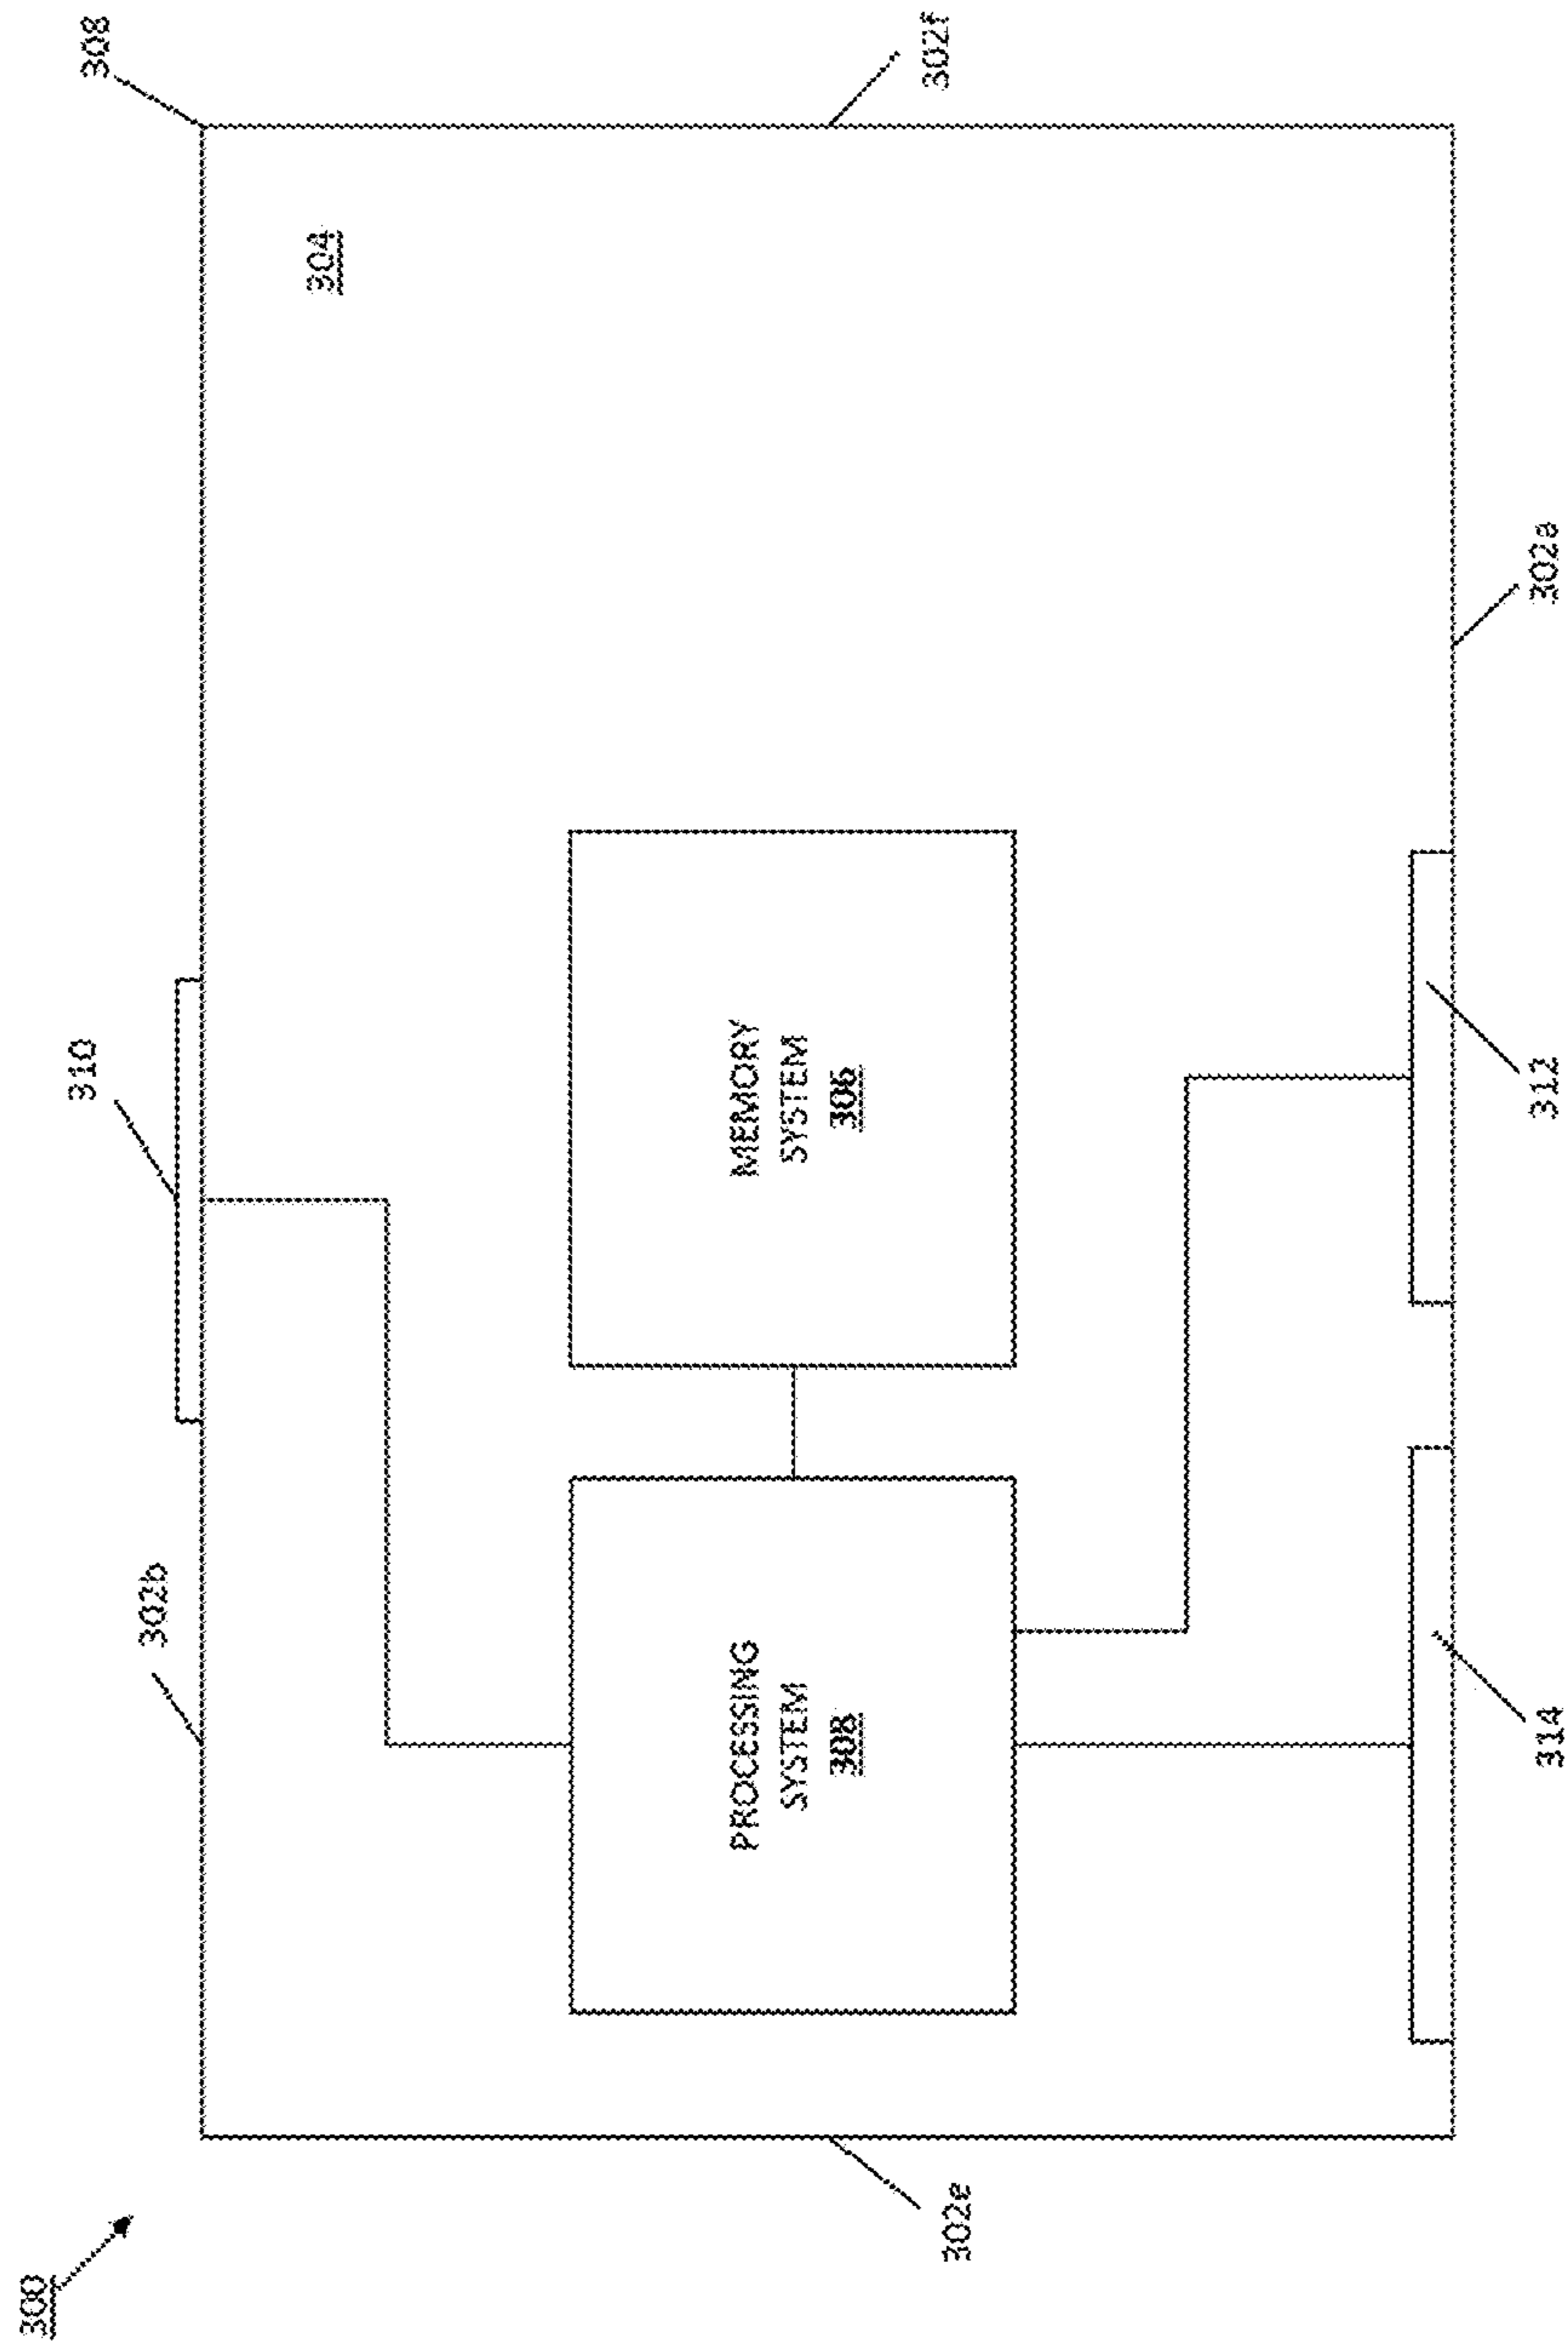 300
310
308
302b
304
PROCESSING
SYSTEM
308
MEMORY
SYSTEM
306
302e
302f
314
312
302a